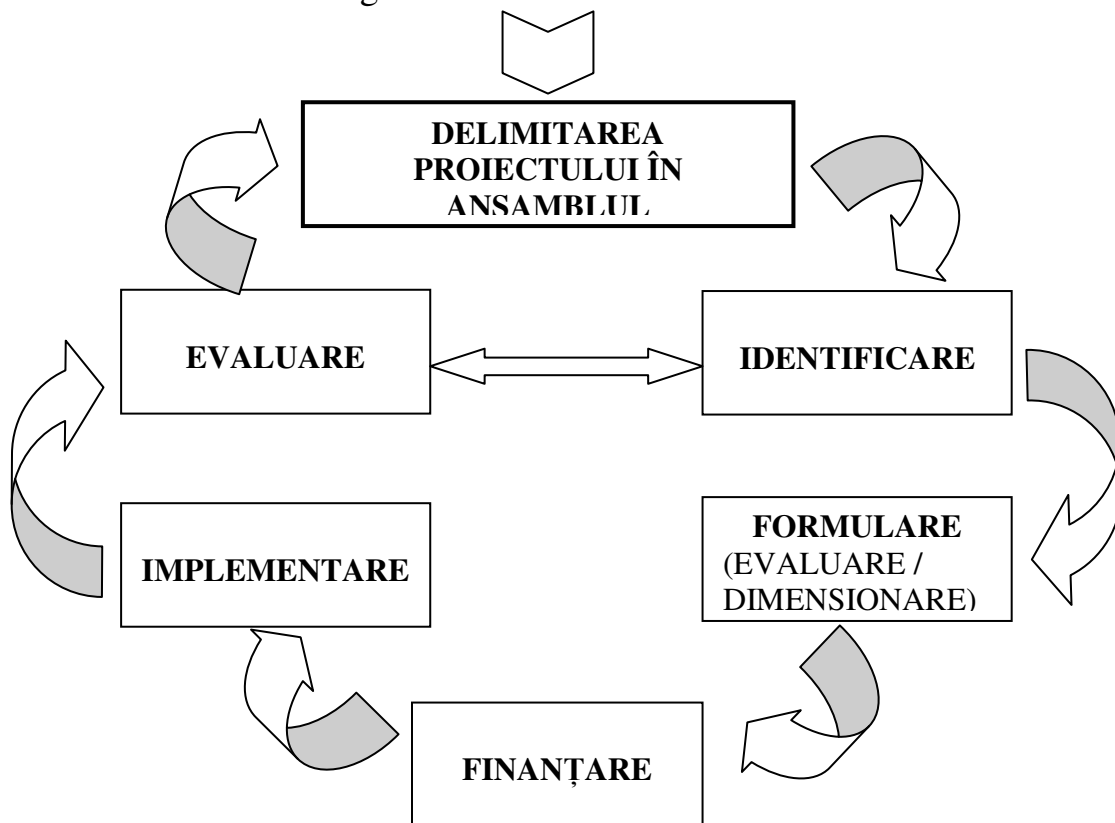 DELIMITAREA
PROIECTULUI ÎN
ANSAMBLUL
EVALUARE
IDENTIFICARE
IMPLEMENTARE
FORMULARE
(EVALUARE /
DIMENSIONARE)
FINANȚARE